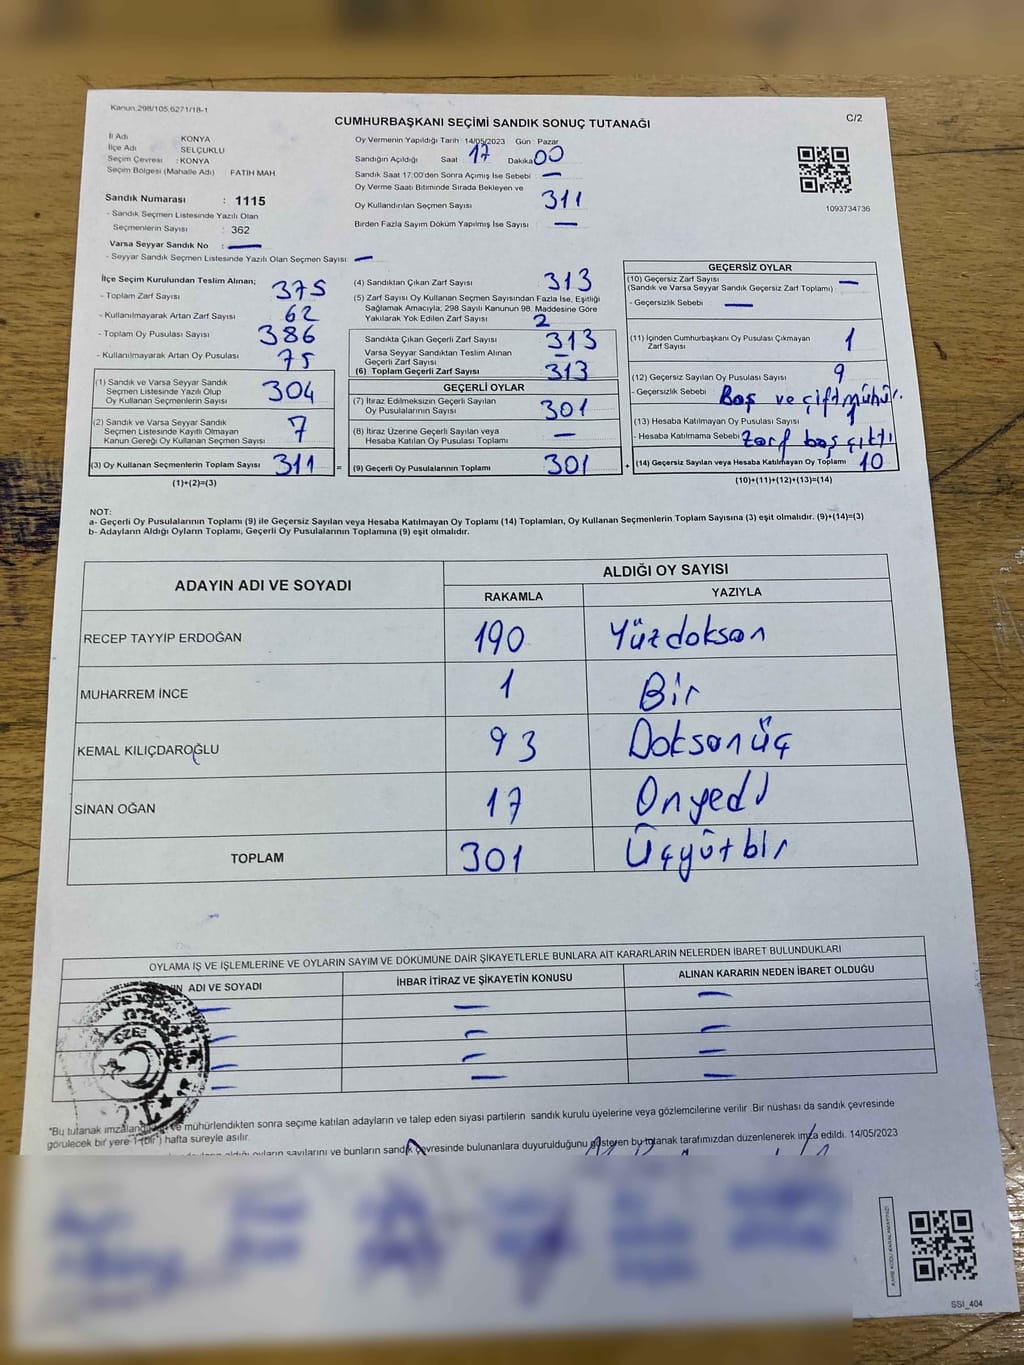 Kanun.298/105,6271/18-1
C/2
CUMHURBAŞKANI SEÇİMİ SANDIK SONUÇ TUTANAĞI
İl Adı KONYA
İlçe Adı SELÇUKLU
Seçim Çevresi : KONYA
Seçim Bölgesi (Mahalle Adı) FATİH MAH.
Oy Vermenin Yapıldığı Tarih : 14/05/2023 Gün : Pazar
Sandığın Açıldığı Saat 17 Dakika 00
Sandık Saat 17:00'den Sonra Açımış İse Sebebi : —
Oy Verme Saati Bitiminde Sırada Bekleyen ve
Oy Kullandırılan Seçmen Sayısı 311
Birden Fazla Sayım Döküm Yapılmış İse Sayısı : —
1093734736
Sandık Numarası : 1115
- Sandık Seçmen Listesinde Yazılı Olan
Seçmenlerin Sayısı : 362
Varsa Seyyar Sandık No : —
- Seyyar Sandık Seçmen Listesinde Yazılı Olan Seçmen Sayısı: —
İlçe Seçim Kurulundan Teslim Alınan;
- Toplam Zarf Sayısı 375
- Kullanılmayarak Artan Zarf Sayısı 62
- Toplam Oy Pusulası Sayısı 386
- Kullanılmayarak Artan Oy Pusulası 75
(1) Sandık ve Varsa Seyyar Sandık
Seçmen Listesinde Yazılı Olup
Oy Kullananan Seçmenlerin Sayısı 304
(2) Sandık ve Varsa Seyyar Sandık
Seçmen Listesinde Kayıtlı Olmayan
Kanun Gereği Oy Kullanan Seçmen Sayısı 7
(3) Oy Kullanan Seçmenlerin Toplam Sayısı 311 =
(1)+(2)=(3)
(4) Sandıktan Çıkan Zarf Sayısı 313
(5) Zarf Sayısı Oy Kullanan Seçmen Sayısından Fazla İse, Eşitliği
Sağlamak Amacıyla; 298 Sayılı Kanunun 98. Maddesine Göre
Yakılarak Yok Edilen Zarf Sayısı 2
Sandıkta Çıkan Geçerli Zarf Sayısı 313
Varsa Seyyar Sandıktan Teslim Alınan
Geçerli Zarf Sayısı —
(6) Toplam Geçerli Zarf Sayısı 313
GEÇERLİ OYLAR
(7) İtiraz Edilmeksizin Geçerli Sayılan
Oy Pusulalarının Sayısı 301
(8) İtiraz Üzerine Geçerli Sayılan veya
Hesaba Katılan Oy Pusulası Toplamı —
(9) Geçerli Oy Pusulalarının Toplamı 301 +
GEÇERSİZ OYLAR
(10) Geçersiz Zarf Sayısı
(Sandık ve Varsa Seyyar Sandık Geçersiz Zarf Toplamı) —
- Geçersizlik Sebebi : —
(11) İçinden Cumhurbaşkanı Oy Pusulası Çıkmayan
Zarf Sayısı 1
(12) Geçersiz Sayılan Oy Pusulası Sayısı 9
- Geçersizlik Sebebi : Boş ve çift mühür.
(13) Hesaba Katılmayan Oy Pusulası Sayısı 1
- Hesaba Katılmama Sebebi : Zarf boş çıktı
(14) Geçersiz Sayılan veya Hesaba Katılmayan Oy Toplamı 10
(10)+(11)+(12)+(13)=(14)
NOT:
a- Geçerli Oy Pusulalarının Toplamı (9) ile Geçersiz Sayılan veya Hesaba Katılmayan Oy Toplamı (14) Toplamları, Oy Kullanan Seçmenlerin Toplam Sayısına (3) eşit olmalıdır. (9)+(14)=(3)
b- Adayların Aldığı Oyların Toplamı, Geçerli Oy Pusulalarının Toplamına (9) eşit olmalıdır.
ADAYIN ADI VE SOYADI ALDIĞI OY SAYISI
RAKAMLA YAZIYLA
RECEP TAYYİP ERDOĞAN 190 Yüzdoksan
MUHARREM İNCE 1 Bir
KEMAL KILIÇDAROĞLU 93 Doksanüç
SİNAN OĞAN 17 Onyedi
TOPLAM 301 Üçyüzbir
OYLAMA İŞ VE İŞLEMLERİNE VE OYLARIN SAYIM VE DÖKÜMÜNE DAİR ŞİKAYETLERLE BUNLARA AİT KARARLARIN NELERDEN İBARET BULUNDUKLARI
ADI VE SOYADI İHBAR İTİRAZ VE ŞİKAYETİN KONUSU ALINAN KARARIN NEDEN İBARET OLDUĞU
— — —
— — —
— — —
— — —
T.C.
"Bu tutanak imzalandı ve mühürlendikten sonra seçime katılan adayların ve talep eden siyasi partilerin sandık kurulu üyelerine veya gözlemcilerine verilir .Bir nushası da sandık çevresinde
görülecek bir yere 1 (bir ) hafta süreyle asılır.
aldığı oyların sayılarını ve bunların sandık çevresinde bulunanlara duyurulduğunu gösteren bu tutanak tarafımızdan düzenlenerek imza edildi. 14/05/2023
SSI_404